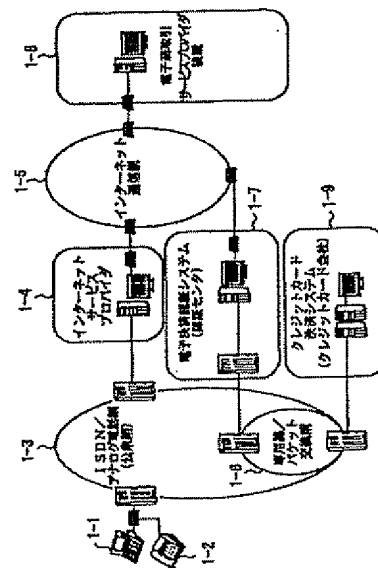 1-1
1-2
1-3
ISDN/
アナログ電話網
(公衆網)
1-4
インターネット
サービス
プロバイダ
1-5
インターネット
通信網
1-6
専用線/
パケット
交換網
1-7
電子決済認証システム
(認証センタ)
1-8
電子商取引
サービスプロバイダ
装置
1-9
クレジットカード
決済システム
(クレジットカード会社)